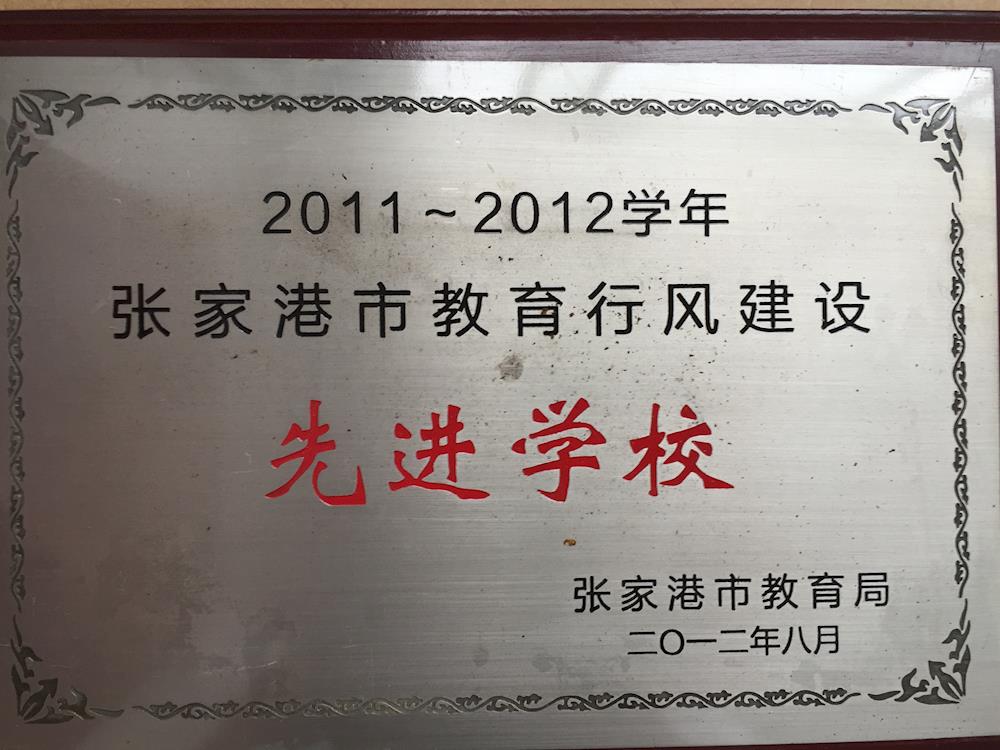 2011～2012学年
张家港市教育行风建设
先进学校
张家港市教育局
二〇一二年八月